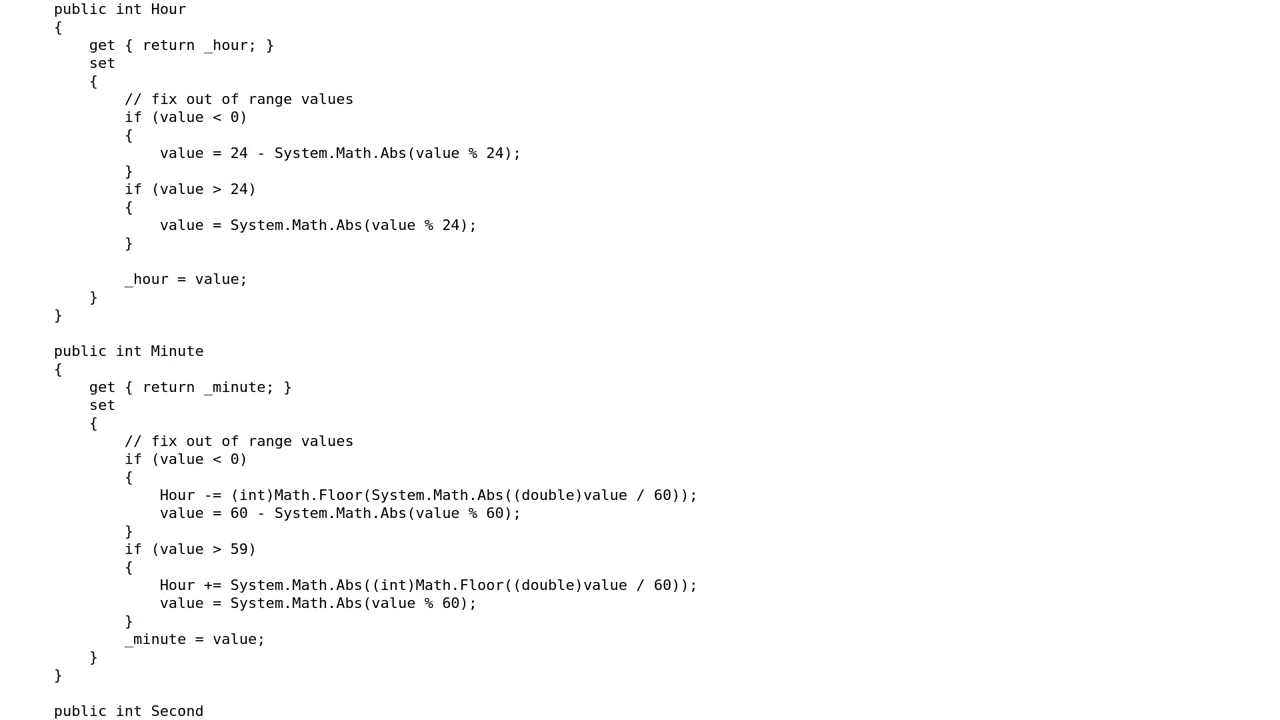 public int Hour
{
    get { return _hour; }
    set
    {
        // fix out of range values
        if (value < 0)
        {
            value = 24 - System.Math.Abs(value % 24);
        }
        if (value > 24)
        {
            value = System.Math.Abs(value % 24);
        }

        _hour = value;
    }
}

public int Minute
{
    get { return _minute; }
    set
    {
        // fix out of range values
        if (value < 0)
        {
            Hour -= (int)Math.Floor(System.Math.Abs((double)value / 60));
            value = 60 - System.Math.Abs(value % 60);
        }
        if (value > 59)
        {
            Hour += System.Math.Abs((int)Math.Floor((double)value / 60));
            value = System.Math.Abs(value % 60);
        }
        _minute = value;
    }
}

public int Second